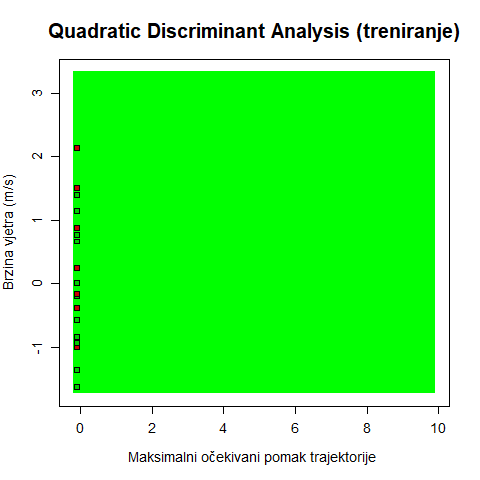 Quadratic Discriminant Analysis (treniranje)
3
2
1
0
-1
Brzina vjetra (m/s)
0 2 4 6 8 10
Maksimalni očekivani pomak trajektorije